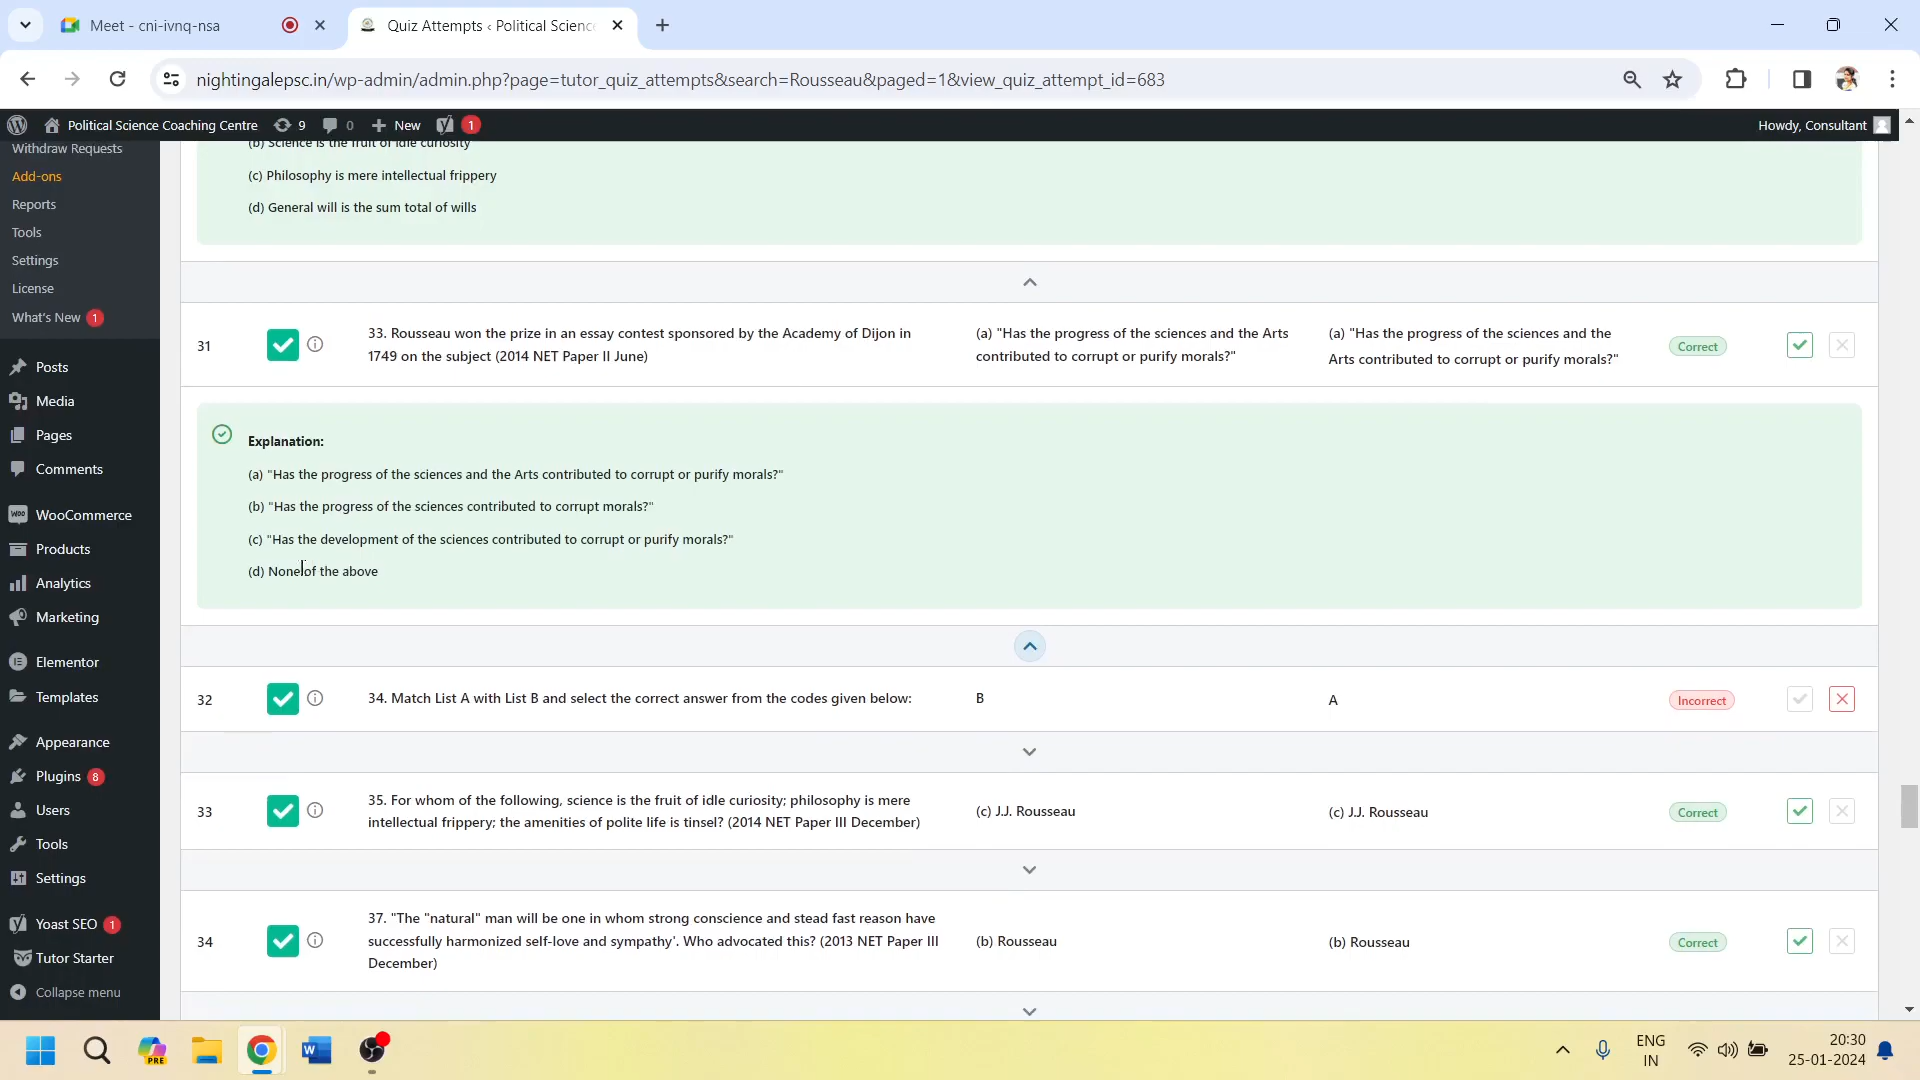 Meet - cni-ivnq-nsa
Quiz Attempts ‹ Political Science
nightingalepsc.in/wp-admin/admin.php?page=tutor_quiz_attempts&search=Rousseau&paged=1&view_quiz_attempt_id=683
Political Science Coaching Centre
9
0
New
1
Howdy, Consultant
Withdraw Requests
Add-ons
Reports
Tools
Settings
License
What's New 1
Posts
Media
Pages
Comments
WooCommerce
Products
Analytics
Marketing
Elementor
Templates
Appearance
Plugins 8
Users
Tools
Settings
Yoast SEO 1
Tutor Starter
Collapse menu
(b) Science is the fruit of idle curiosity
(c) Philosophy is mere intellectual frippery
(d) General will is the sum total of wills
31
33. Rousseau won the prize in an essay contest sponsored by the Academy of Dijon in
1749 on the subject (2014 NET Paper II June)
(a) "Has the progress of the sciences and the Arts
contributed to corrupt or purify morals?"
(a) "Has the progress of the sciences and the
Arts contributed to corrupt or purify morals?"
Correct
Explanation:
(a) "Has the progress of the sciences and the Arts contributed to corrupt or purify morals?"
(b) "Has the progress of the sciences contributed to corrupt morals?"
(c) "Has the development of the sciences contributed to corrupt or purify morals?"
(d) None of the above
32
34. Match List A with List B and select the correct answer from the codes given below:
B
A
Incorrect
33
35. For whom of the following, science is the fruit of idle curiosity; philosophy is mere
intellectual frippery; the amenities of polite life is tinsel? (2014 NET Paper III December)
(c) J.J. Rousseau
(c) J.J. Rousseau
Correct
34
37. "The "natural" man will be one in whom strong conscience and stead fast reason have
successfully harmonized self-love and sympathy'. Who advocated this? (2013 NET Paper III
December)
(b) Rousseau
(b) Rousseau
Correct
PRE
ENG
IN
20:30
25-01-2024